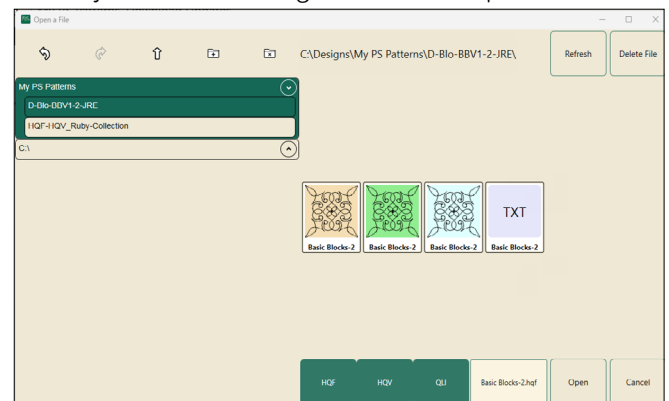 Open a File
C:\Designs\My PS Patterns\D-Blo-BBV1-2-JRE\
Refresh
Delete File
My PS Patterns
D-Blo-BBV1-2-JRE
HQF-HQV_Ruby-Collection
C:\
TXT
Basic Blocks-2 Basic Blocks-2 Basic Blocks-2 Basic Blocks-2
HQF HQV QLI Basic Blocks-2.hqf Open Cancel